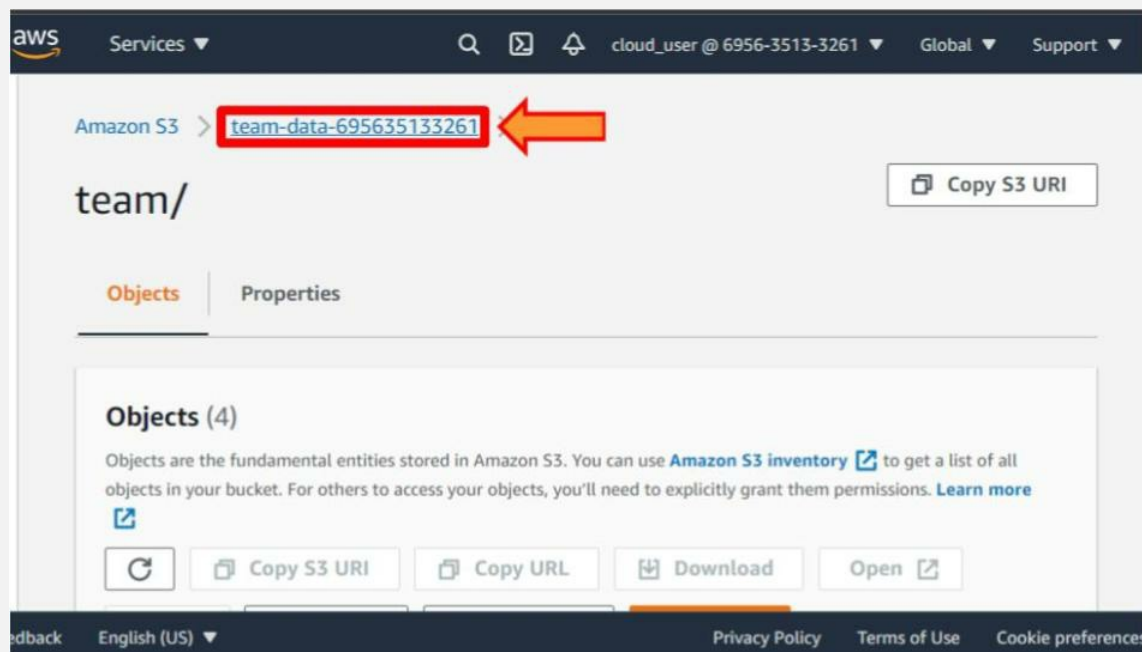 aws Services ▼ cloud_user @ 6956-3513-3261 ▼ Global ▼ Support ▼
Amazon S3 > team-data-695635133261 >
team/
Copy S3 URI
Objects Properties
Objects (4)
Objects are the fundamental entities stored in Amazon S3. You can use Amazon S3 inventory to get a list of all
objects in your bucket. For others to access your objects, you'll need to explicitly grant them permissions. Learn more
Copy S3 URI Copy URL Download Open
edback English (US) ▼ Privacy Policy Terms of Use Cookie preferences